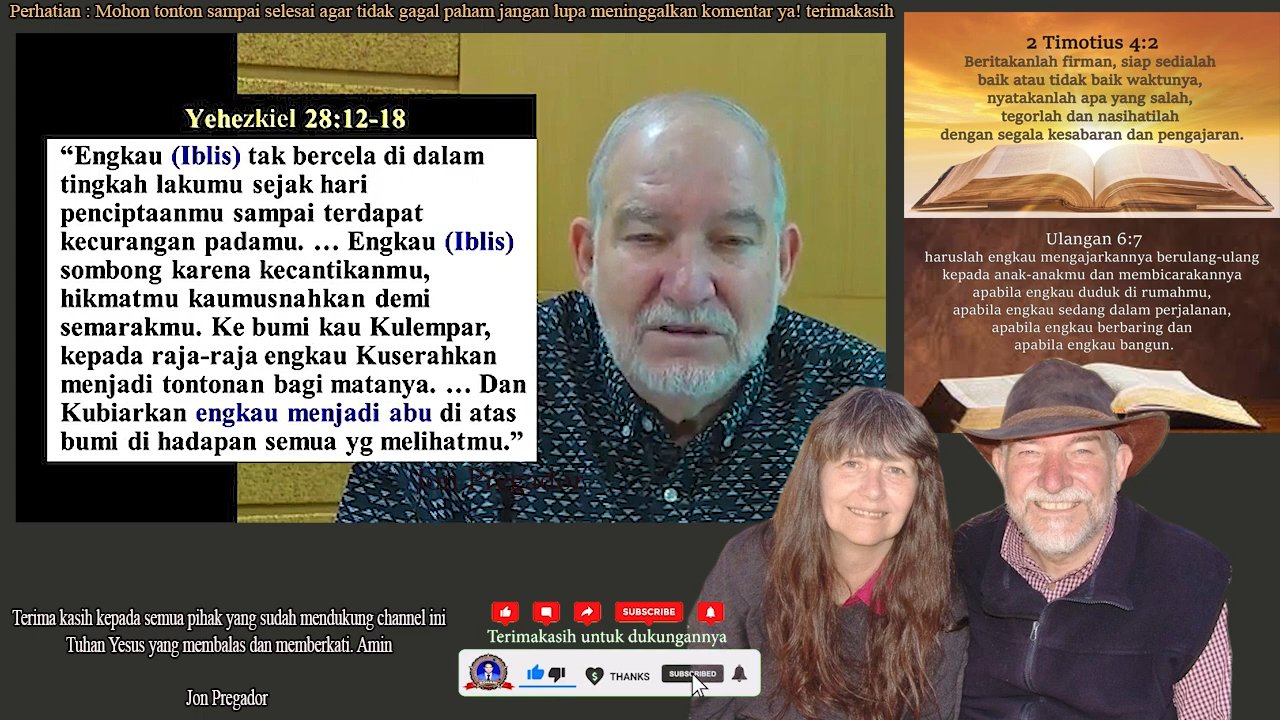 Perhatian : Mohon tonton sampai selesai agar tidak gagal paham jangan lupa meninggalkan komentar ya! terimakasih
Yehezkiel 28:12-18
“Engkau (Iblis) tak bercela di dalam
tingkah lakumu sejak hari
penciptaanmu sampai terdapat
kecurangan padamu. … Engkau (Iblis)
sombong karena kecantikanmu,
hikmatmu kaumusnahkan demi
semarakmu. Ke bumi kau Kulempar,
kepada raja-raja engkau Kuserahkan
menjadi tontonan bagi matanya. … Dan
Kubiarkan engkau menjadi abu di atas
bumi di hadapan semua yg melihatmu.”
Jon Pregador
2 Timotius 4:2
Beritakanlah firman, siap sedialah
baik atau tidak baik waktunya,
nyatakanlah apa yang salah,
tegorlah dan nasihatilah
dengan segala kesabaran dan pengajaran.
Ulangan 6:7
haruslah engkau mengajarkannya berulang-ulang
kepada anak-anakmu dan membicarakannya
apabila engkau duduk di rumahmu,
apabila engkau sedang dalam perjalanan,
apabila engkau berbaring dan
apabila engkau bangun.
Terima kasih kepada semua pihak yang sudah mendukung channel ini
Tuhan Yesus yang membalas dan memberkati. Amin
Jon Pregador
SUBSCRIBE
Terimakasih untuk dukungannya
THANKS
SUBSCRIBED